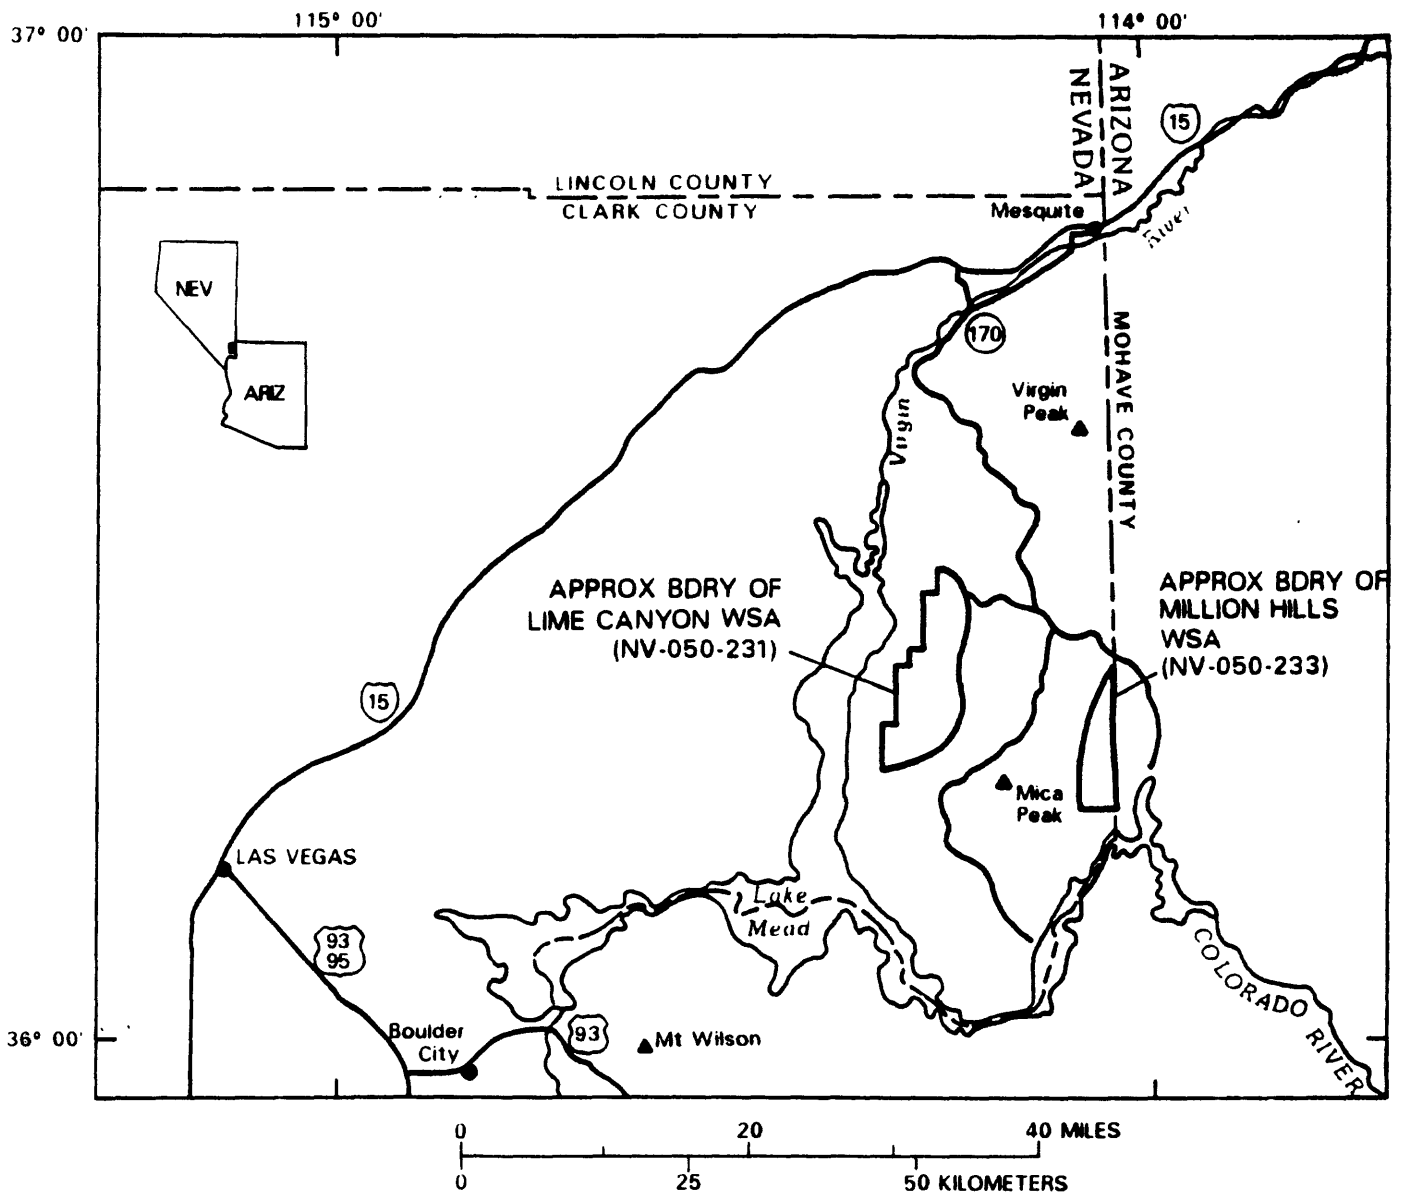 115° 00'
114° 00'
37° 00'
ARIZONA
NEVADA
15
LINCOLN COUNTY
CLARK COUNTY
Mesquite
River
NEV
ARIZ
170
MOHAVE COUNTY
Virgin
Peak
Virgin
APPROX BDRY OF
LIME CANYON WSA
(NV-050-231)
APPROX BDRY OF
MILLION HILLS
WSA
(NV-050-233)
15
Mica
Peak
LAS VEGAS
Lake
Mead
93
95
COLORADO RIVER
36° 00'
Boulder
City
93
Mt Wilson
0 20 40 MILES
0 25 50 KILOMETERS